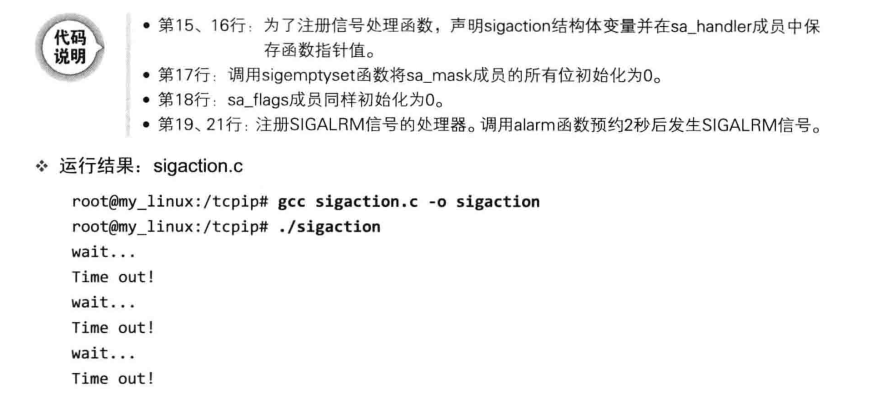 代码
说明
• 第15、16行：为了注册信号处理函数，声明sigaction结构体变量并在sa_handler成员中保
存函数指针值。
• 第17行：调用sigemptyset函数将sa_mask成员的所有位初始化为0。
• 第18行：sa_flags成员同样初始化为0。
• 第19、21行：注册SIGALRM信号的处理器。调用alarm函数预约2秒后发生SIGALRM信号。
❖ 运行结果：sigaction.c
root@my_linux:/tcpip# gcc sigaction.c -o sigaction
root@my_linux:/tcpip# ./sigaction
wait...
Time out!
wait...
Time out!
wait...
Time out!